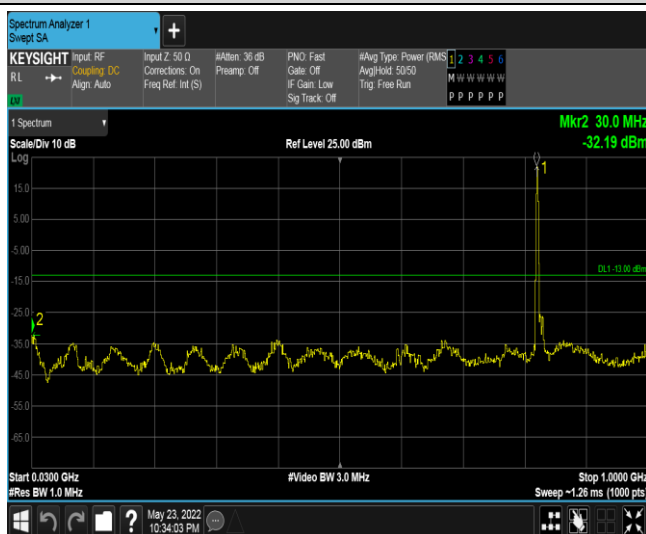 Spectrum Analyzer 1
Swept SA
+
KEYSIGHT
RL
Input: RF
Coupling: DC
Align: Auto
Input Z: 50 Ω
Corrections: On
Freq Ref: Int (S)
#Atten: 36 dB
Preamp: Off
PNO: Fast
Gate: Off
IF Gain: Low
Sig Track: Off
#Avg Type: Power (RMS
Avg|Hold: 50/50
Trig: Free Run
1 2 3 4 5 6
M W W W W W
P P P P P P
1 Spectrum
Mkr2 30.0 MHz
-32.19 dBm
Scale/Div 10 dB
Ref Level 25.00 dBm
Log
15.0
5.00
-5.00
-15.0
-35.0
-45.0
-55.0
-65.0
1
2
DL1 -13.00 dBm
Start 0.0300 GHz
#Video BW 3.0 MHz
Stop 1.0000 GHz
#Res BW 1.0 MHz
Sweep ~1.26 ms (1000 pts)
?
May 23, 2022
10:34:03 PM